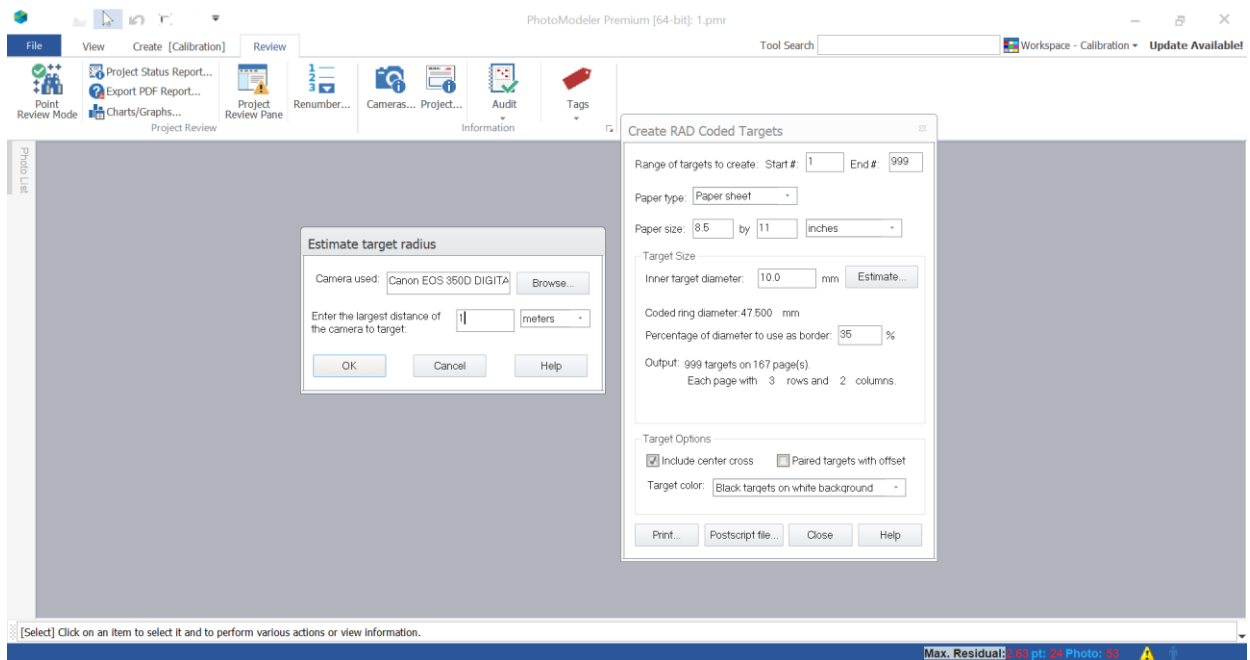 PhotoModeler Premium [64-bit]: 1.pmr
File View Create [Calibration] Review Tool Search Workspace - Calibration Update Available!
Point Review Mode
Project Status Report...
Export PDF Report...
Charts/Graphs...
Project Review Pane
Project Review
Renumber...
Cameras...
Project...
Audit
Tags
Information
Photo List
Estimate target radius
Camera used: Canon EOS 350D DIGITA Browse...
Enter the largest distance of
the camera to target: 1 meters
OK Cancel Help
Create RAD Coded Targets
Range of targets to create: Start #: 1 End #: 999
Paper type: Paper sheet
Paper size: 8.5 by 11 inches
Target Size
Inner target diameter: 10.0 mm Estimate...
Coded ring diameter:47.500 mm
Percentage of diameter to use as border: 35 %
Output: 999 targets on 167 page(s).
Each page with 3 rows and 2 columns.
Target Options
Include center cross Paired targets with offset
Target color: Black targets on white background
Print... Postscript file... Close Help
[Select] Click on an item to select it and to perform various actions or view information.
Max. Residual:2.63 pt: 24 Photo: 53